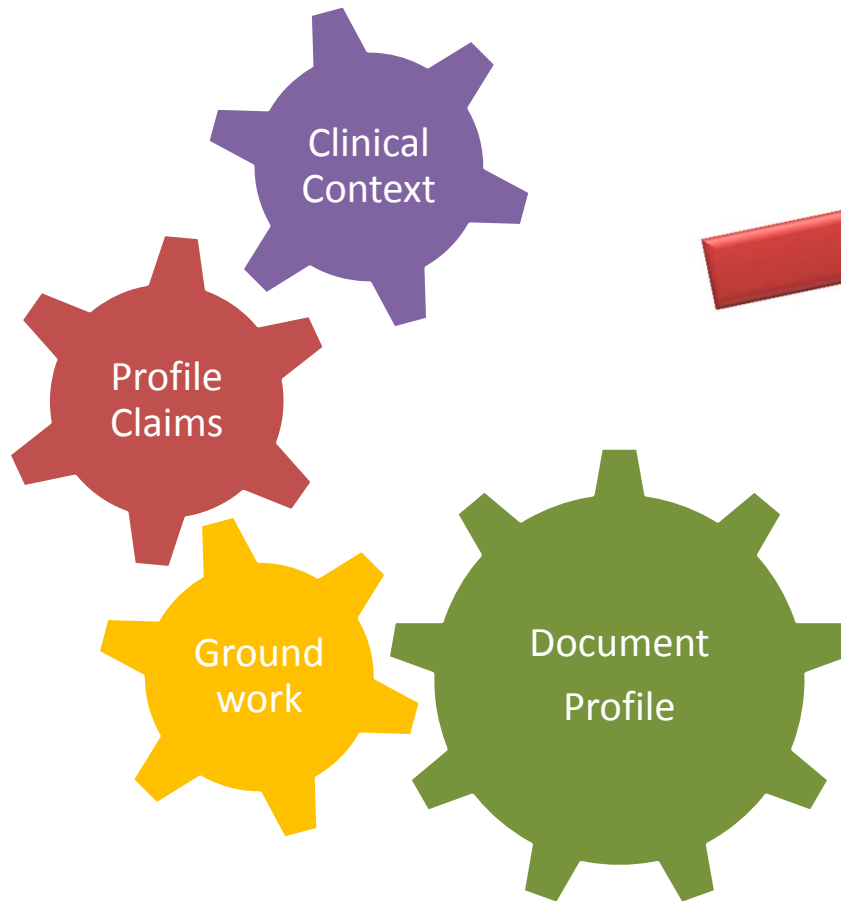 Clinical
Context
Profile
Claims
Ground
work
Document
Profile